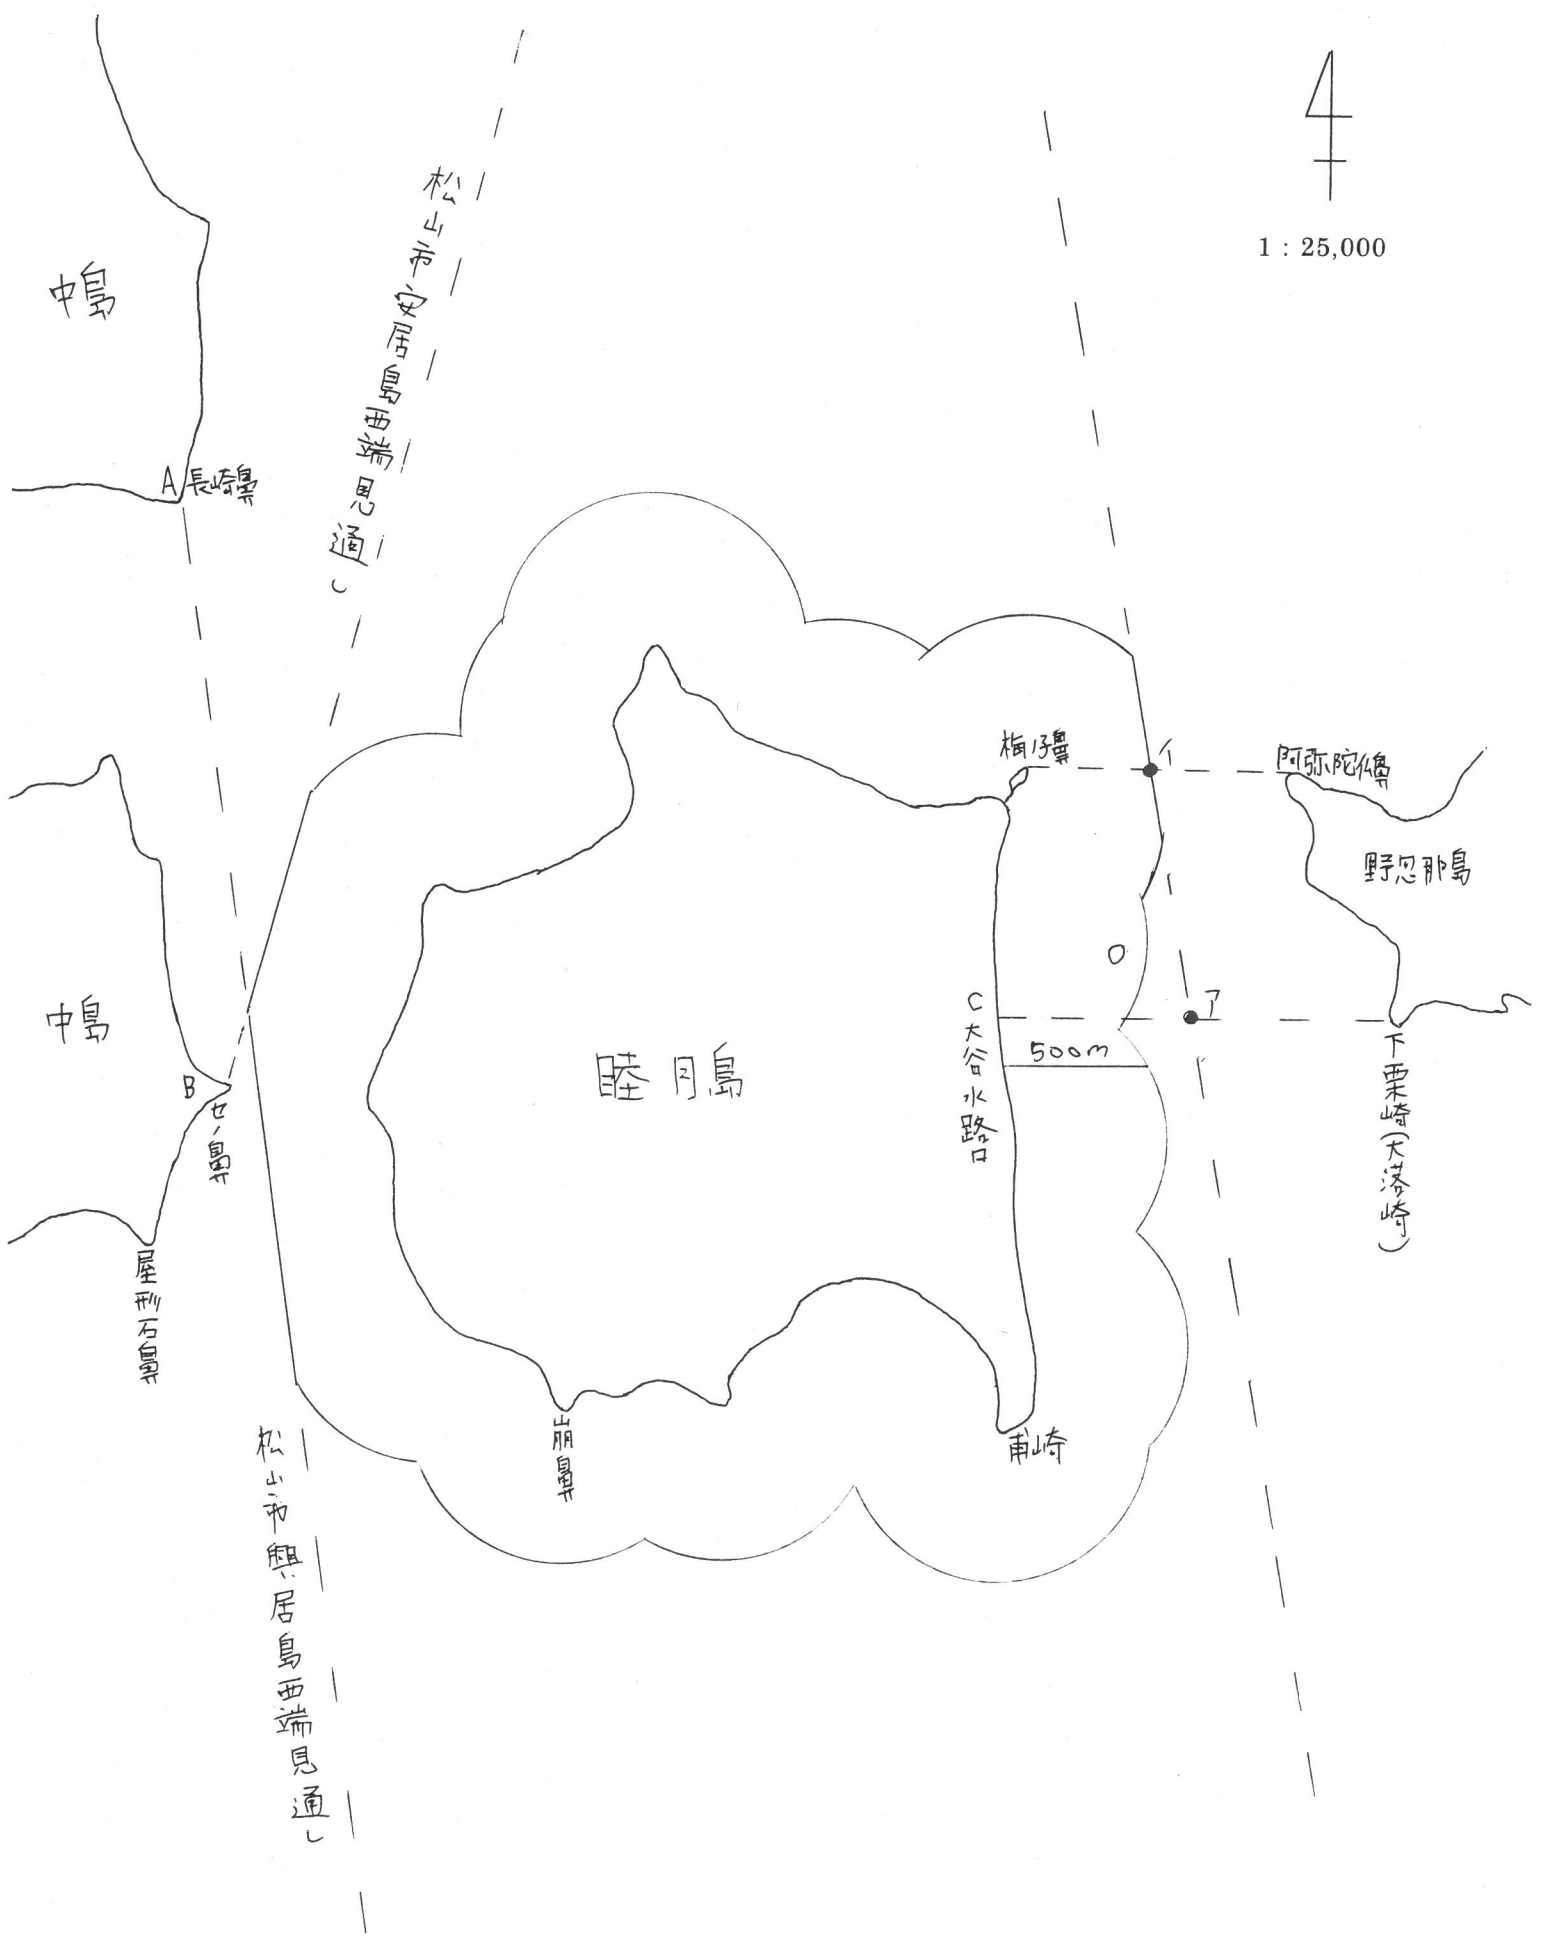 1 : 25,000
松山市安居島西端見通し
中島
A 長崎鼻
梅ノ子鼻
イ
阿弥陀仏鼻
野忽那島
中島
B セノ鼻
睦月島
C 大谷水路口
500m
ア
下栗崎(大落崎)
屋形石鼻
崩鼻
甫崎
松山市興居島西端見通し